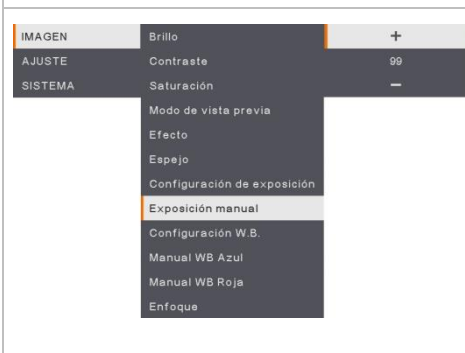 IMAGEN
AJUSTE
SISTEMA
Brillo
Contraste
Saturación
Modo de vista previa
Efecto
Espejo
Configuración de exposición
Exposición manual
Configuración W.B.
Manual WB Azul
Manual WB Roja
Enfoque
+
99
−